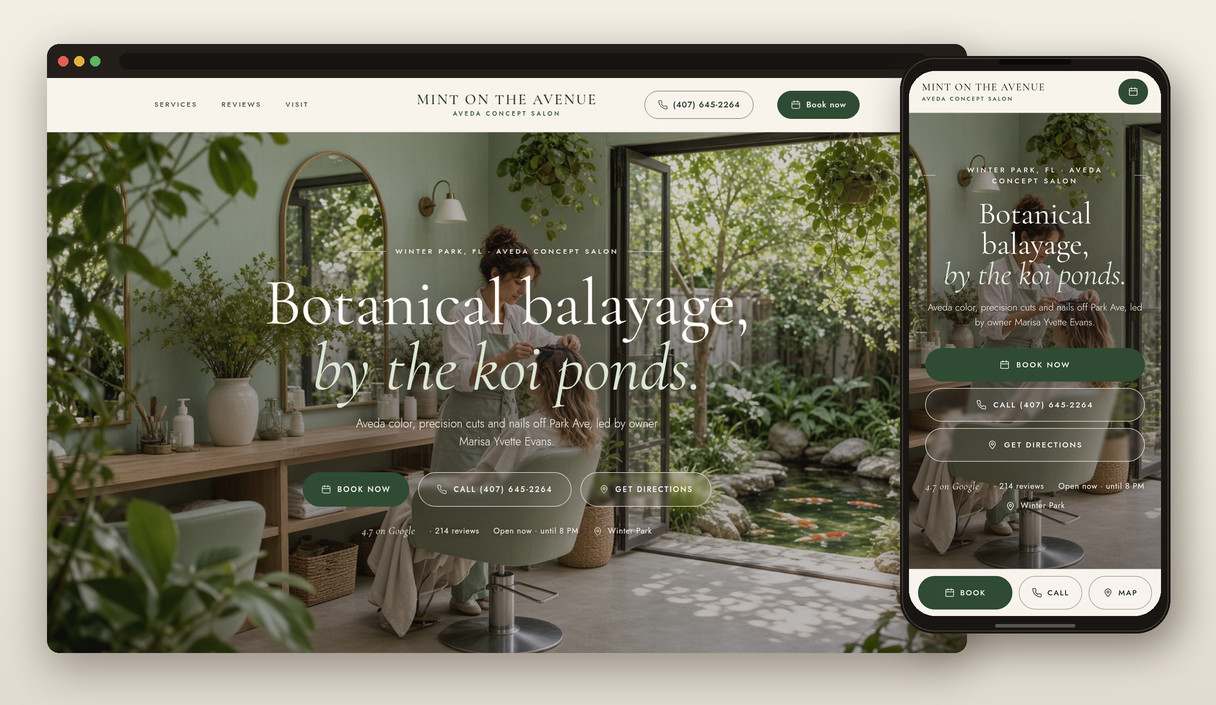 SERVICES REVIEWS VISIT
MINT ON THE AVENUE
AVEDA CONCEPT SALON
(407) 645-2264
Book now
WINTER PARK, FL · AVEDA CONCEPT SALON
Botanical balayage,
by the koi ponds.
Aveda color, precision cuts and nails off Park Ave, led by owner
Marisa Yvette Evans.
BOOK NOW
CALL (407) 645-2264
GET DIRECTIONS
4.7 on Google · 214 reviews Open now · until 8 PM Winter Park
MINT ON THE AVENUE
AVEDA CONCEPT SALON
WINTER PARK, FL · AVEDA
CONCEPT SALON
Botanical
balayage,
by the koi ponds.
Aveda color, precision cuts and nails off Park Ave, led
by owner Marisa Yvette Evans.
BOOK NOW
CALL (407) 645-2264
GET DIRECTIONS
4.7 on Google · 214 reviews Open now · until 8 PM
Winter Park
BOOK
CALL
MAP